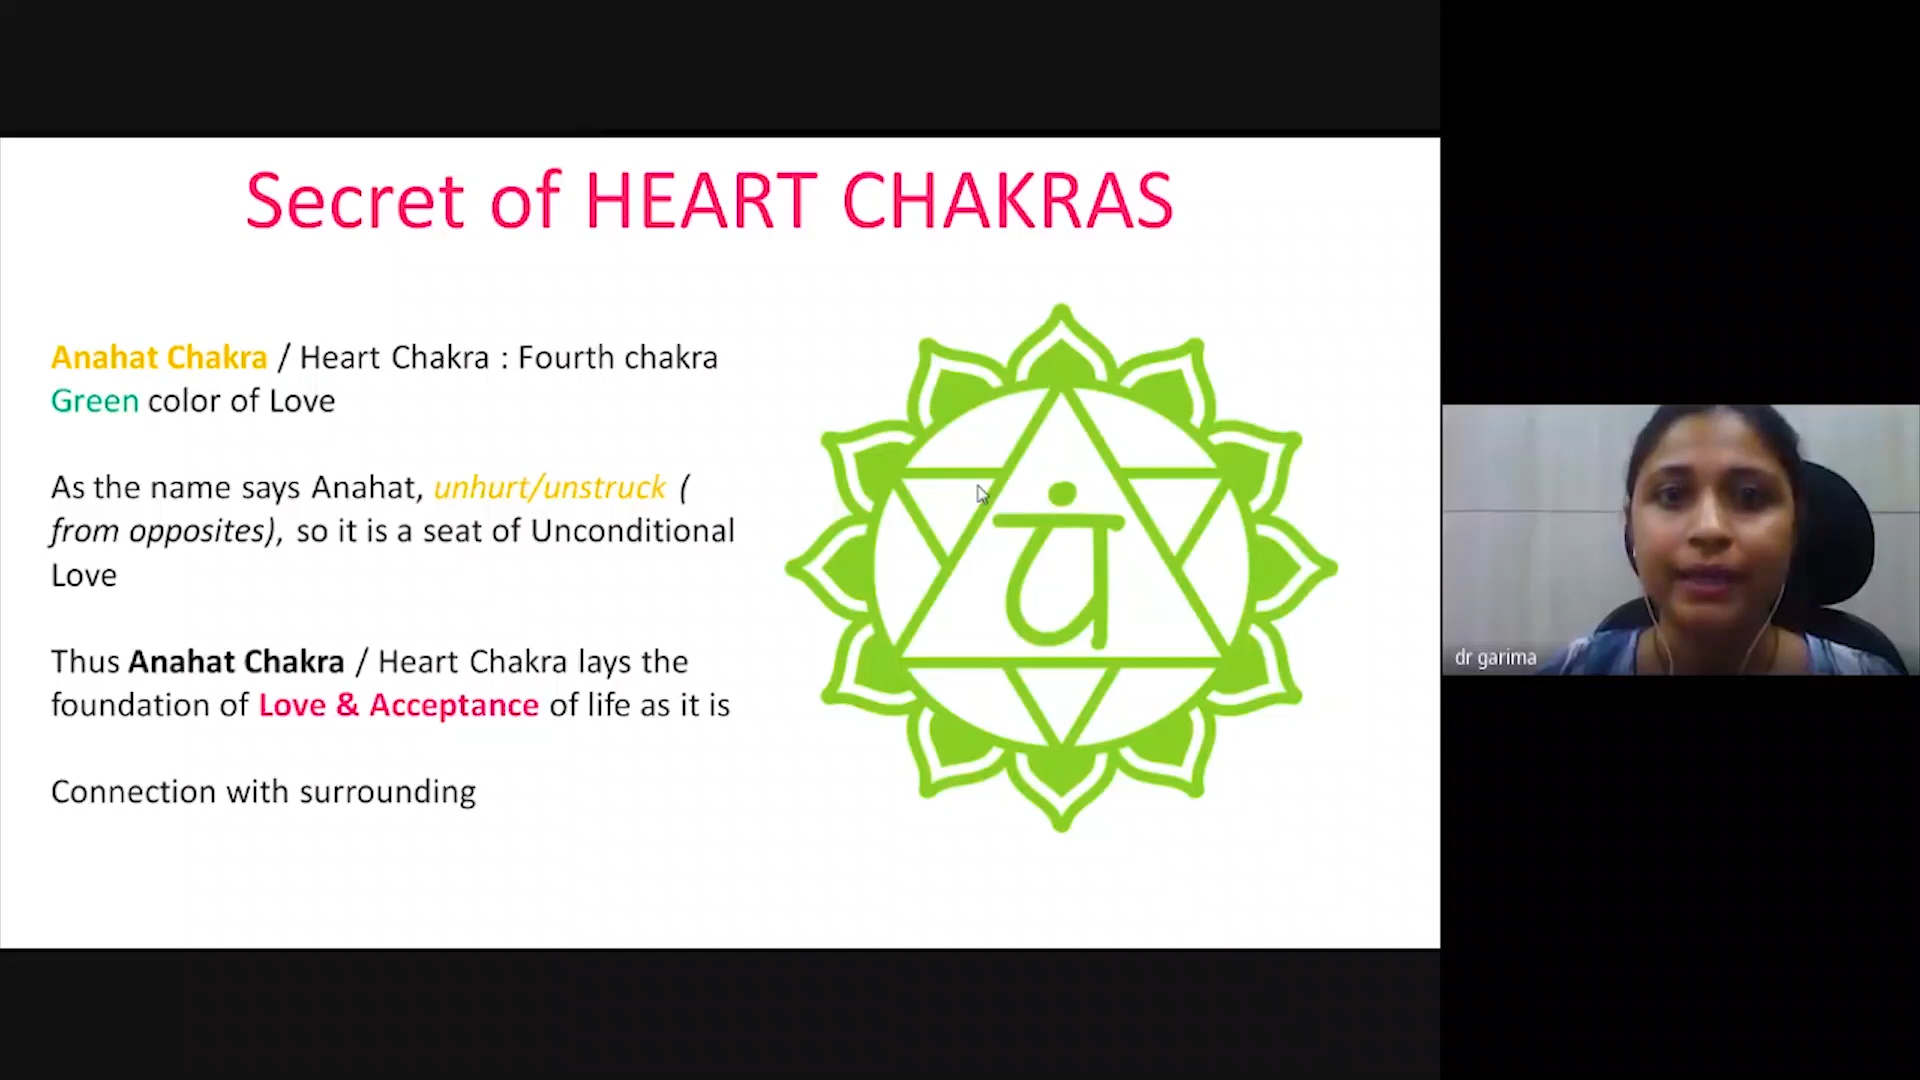 Secret of HEART CHAKRAS
Anahat Chakra / Heart Chakra : Fourth chakra
Green color of Love
As the name says Anahat, unhurt/unstruck (
from opposites), so it is a seat of Unconditional
Love
Thus Anahat Chakra / Heart Chakra lays the
foundation of Love & Acceptance of life as it is
Connection with surrounding
यं
dr garima